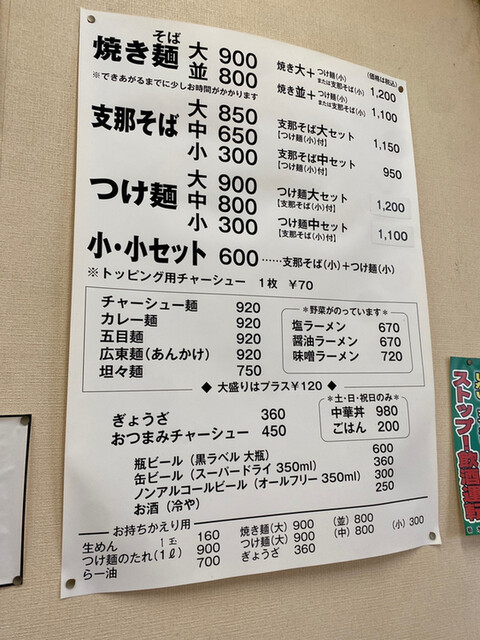 そば
焼き麺 大 900
並 800
※できあがるまでに少しお時間がかかります
(価格は税込)
焼き大+つけ麺(小)または支那そば(小) 1,200
焼き並+つけ麺(小)または支那そば(小) 1,100
支那そば 大 850
中 650
小 300
支那そば大セット
【つけ麺(小)付】 1,150
支那そば中セット
【つけ麺(小)付】 950
つけ麺 大 900
中 800
小 300
つけ麺大セット
【支那そば(小)付】 1,200
つけ麺中セット
【支那そば(小)付】 1,100
小・小セット 600 ……支那そば(小)+つけ麺(小)
※トッピング用チャーシュー 1枚 ¥70
チャーシュー麺 920
カレー麺 920
五目麺 920
広東麺(あんかけ) 920
坦々麺 750
＊野菜がのっています＊
塩ラーメン 670
醤油ラーメン 670
味噌ラーメン 720
◆ 大盛りはプラス¥120 ◆
ぎょうざ 360
おつまみチャーシュー 450
＊土・日・祝日のみ＊
中華丼 980
ごはん 200
瓶ビール (黒ラベル 大瓶) 600
缶ビール (スーパードライ 350ml) 360
ノンアルコールビール (オールフリー 350ml) 300
お酒 (冷や) 250
お持ちかえり用
生めん 1玉 160
つけ麺のたれ(1ℓ) 900
らー油 700
焼き麺(大) 900 (並) 800
つけ麺(大) 900 (中) 800 (小) 300
ぎょうざ 360
ストップ!飲酒運転